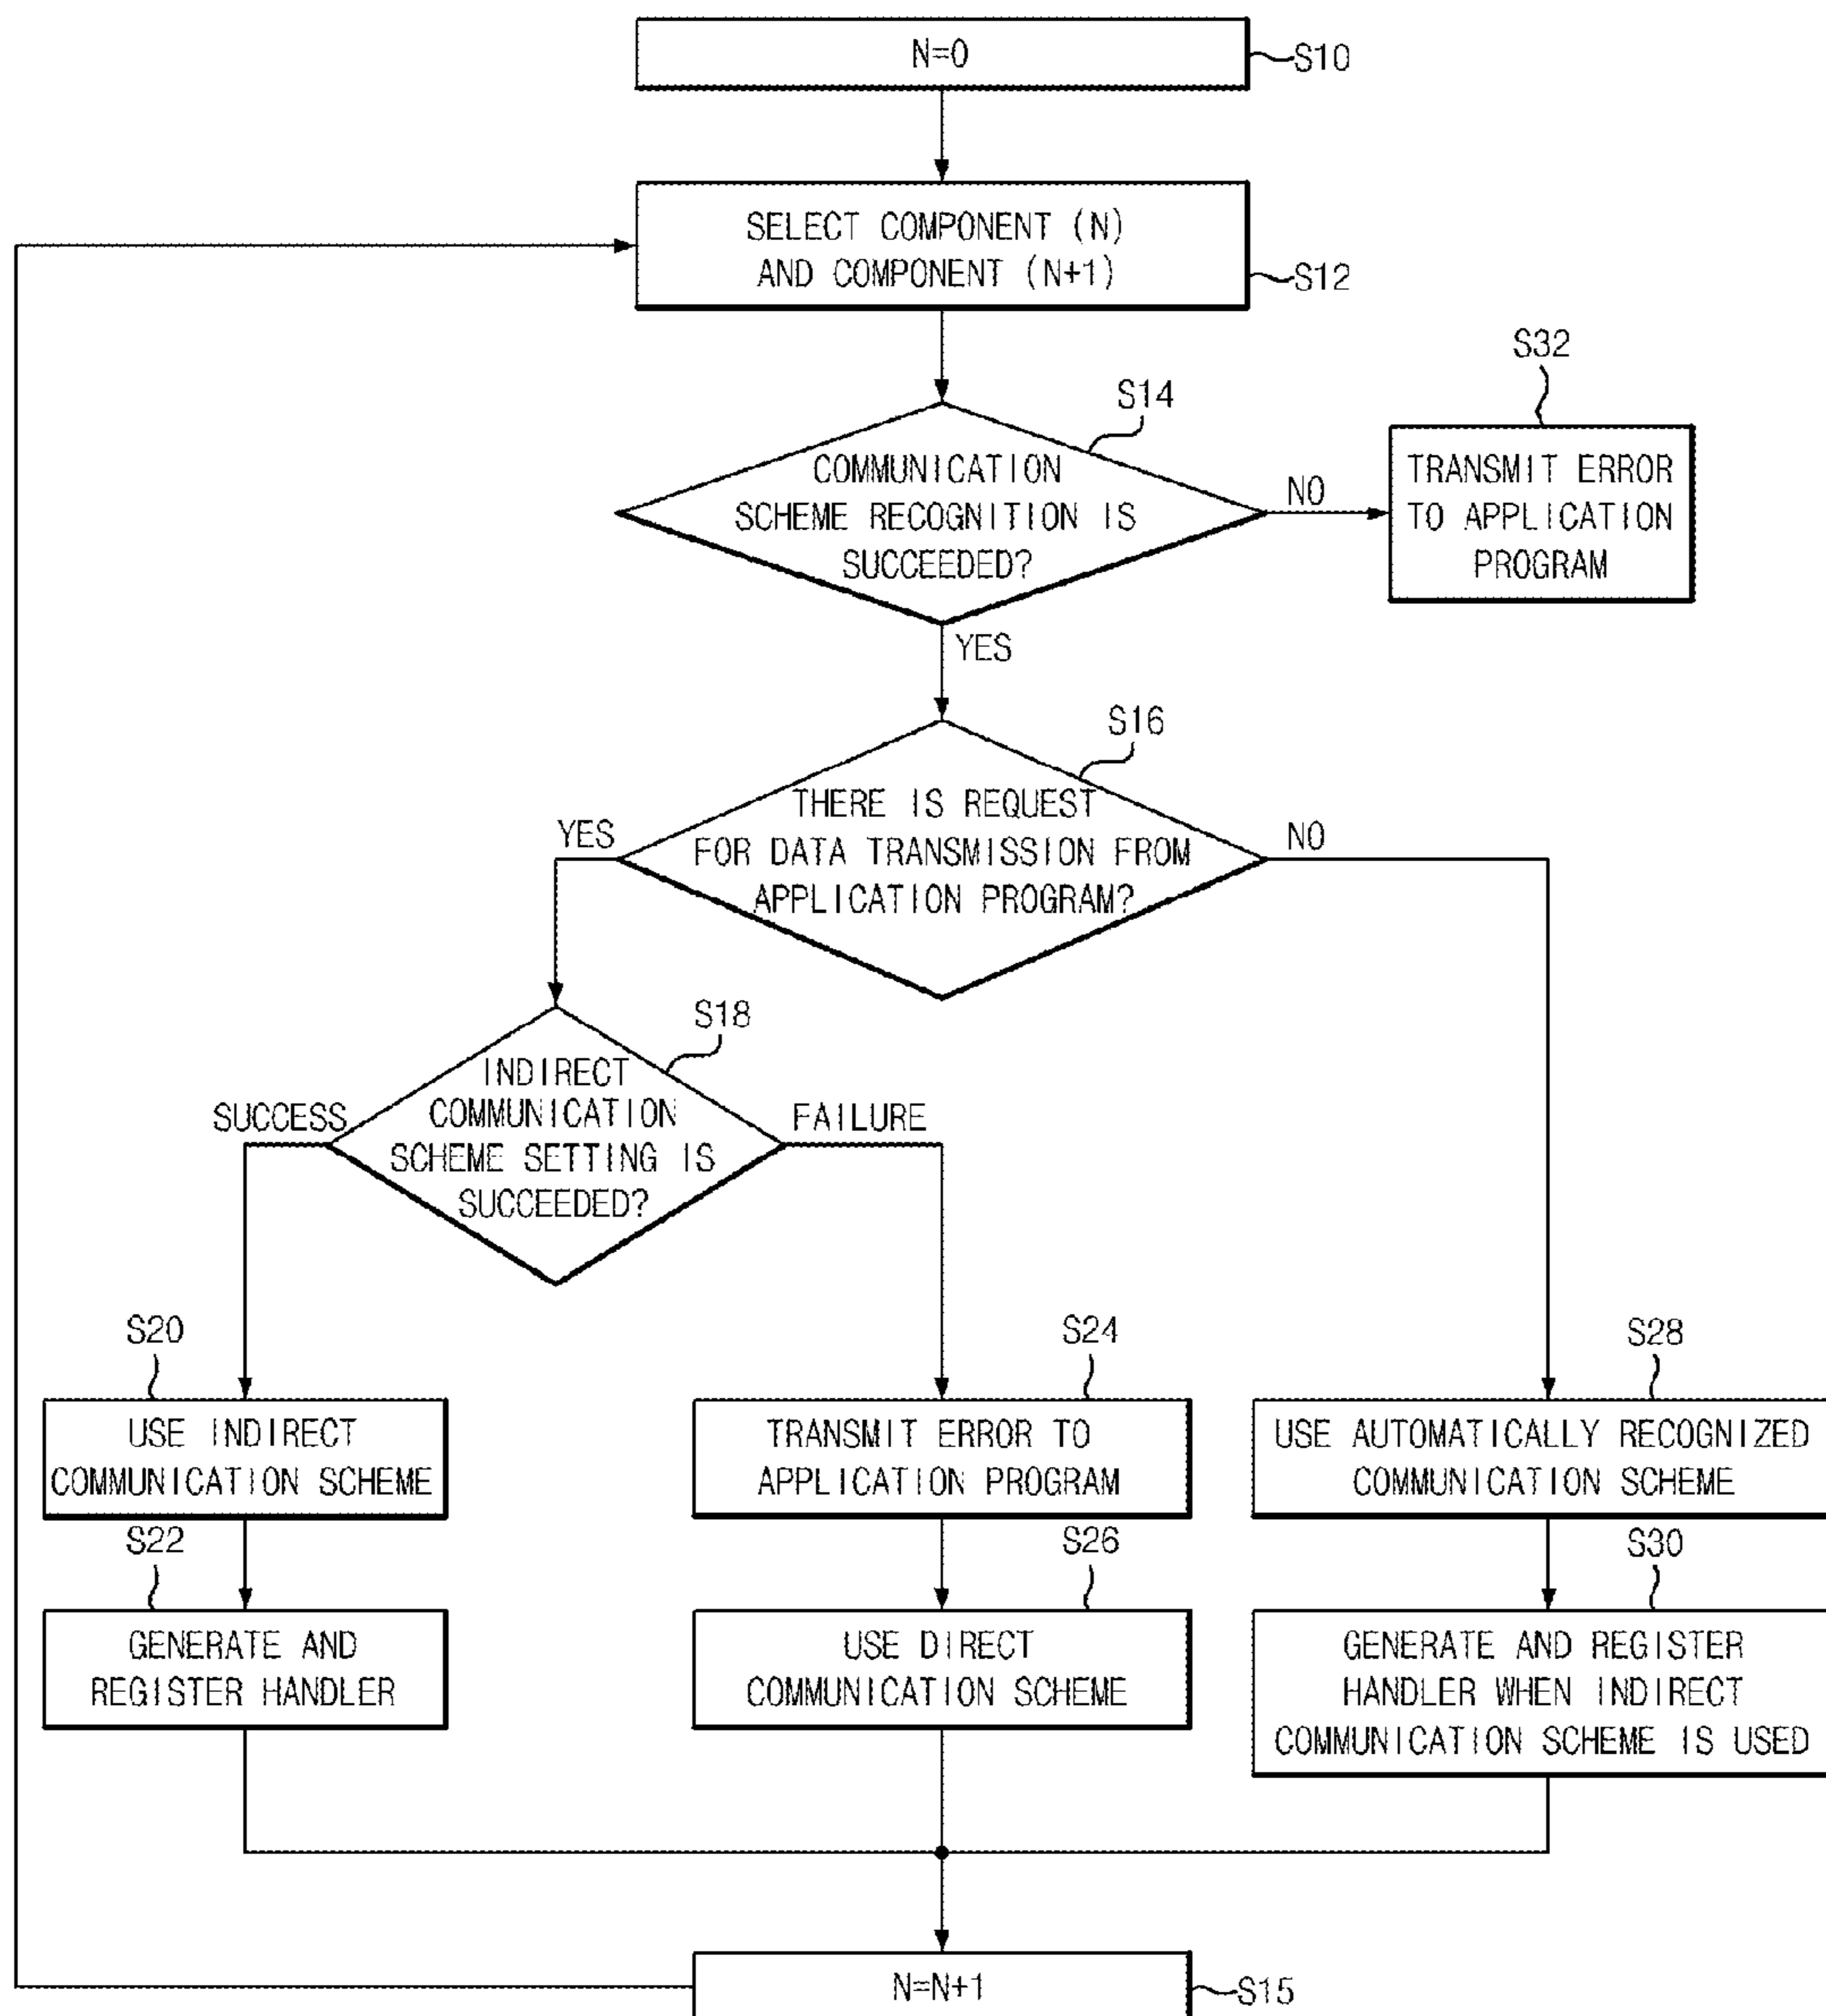 N=0
S10
SELECT COMPONENT (N)
AND COMPONENT (N+1)
S12
S14
COMMUNICATION
SCHEME RECOGNITION IS
SUCCEEDED?
NO
S32
TRANSMIT ERROR
TO APPLICATION
PROGRAM
YES
S16
THERE IS REQUEST
FOR DATA TRANSMISSION FROM
APPLICATION PROGRAM?
YES
NO
S18
INDIRECT
COMMUNICATION
SCHEME SETTING IS
SUCCEEDED?
SUCCESS
FAILURE
S20
USE INDIRECT
COMMUNICATION SCHEME
S24
TRANSMIT ERROR TO
APPLICATION PROGRAM
S28
USE AUTOMATICALLY RECOGNIZED
COMMUNICATION SCHEME
S22
GENERATE AND
REGISTER HANDLER
S26
USE DIRECT
COMMUNICATION SCHEME
S30
GENERATE AND REGISTER
HANDLER WHEN INDIRECT
COMMUNICATION SCHEME IS USED
N=N+1
S15